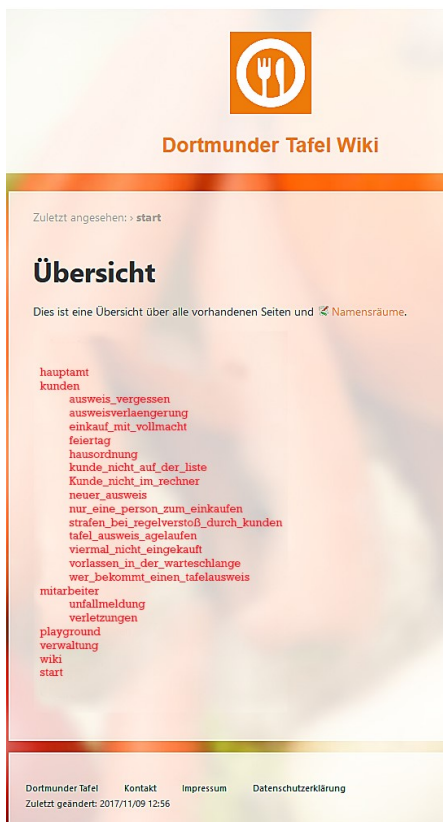 Dortmunder Tafel Wiki
Zuletzt angesehen: › start
Übersicht
Dies ist eine Übersicht über alle vorhandenen Seiten und Namensräume.
hauptamt
kunden
ausweis_vergessen
ausweisverlaengerung
einkauf_mit_vollmacht
feiertag
hausordnung
kunde_nicht_auf_der_liste
Kunde_nicht_im_rechner
neuer_ausweis
nur_eine_person_zum_einkaufen
strafen_bei_regelverstoß_durch_kunden
tafel_ausweis_agelaufen
viermal_nicht_eingekauft
vorlassen_in_der_warteschlange
wer_bekommt_einen_tafelausweis
mitarbeiter
unfallmeldung
verletzungen
playground
verwaltung
wiki
start
Dortmunder Tafel Kontakt Impressum Datenschutzerklärung
Zuletzt geändert: 2017/11/09 12:56